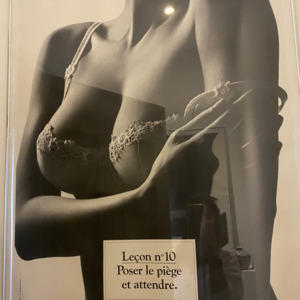 Leçon n°10
Poser le piège
et attendre.